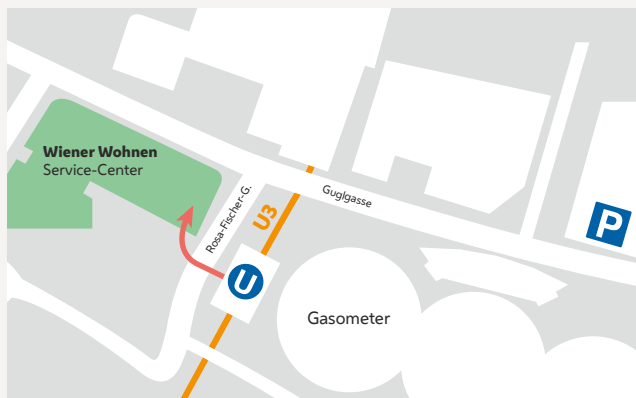 Wiener Wohnen
Service-Center
Rosa-Fischer-G.
U3
Guglgasse
P
U
Gasometer